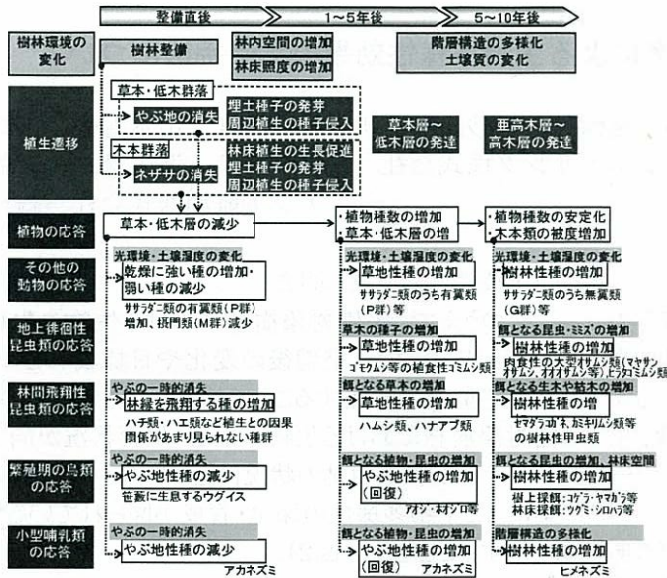 整備直後
1～5年後
5～10年後
樹林環境の
変化
樹林整備
林内空間の増加
林床照度の増加
階層構造の多様化
土壌質の変化
植生遷移
草本・低木群落
やぶ地の消失
埋土種子の発芽
周辺植生の種子侵入
木本群落
ネザサの消失
林床植生の生長促進
埋土種子の発芽
周辺植生の種子侵入
草本層～
低木層の発達
亜高木層～
高木層の発達
植物の応答
草本・低木層の減少
・植物種数の増加
・草本・低木層の増
・植物種数の安定化
・木本類の被度増加
その他の
動物の応答
光環境・土壌湿度の変化
乾燥に強い種の増加・
弱い種の減少
ササラダニ類の有翼類(P群)
増加、接門類(M群)減少
光環境・土壌湿度の変化
草地性種の増加
ササラダニ類のうち有翼類
(P群)等
光環境・土壌湿度の変化
樹林性種の増加
ササラダニ類のうち無翼類
(G群)等
地上徘徊性
昆虫類の応答
草木の種子の増加
草地性種の増加
ゴモクムシ等の植食性ゴミムシ類
餌となる昆虫・ミミズの増加
樹林性種の増加
肉食性の大型オサムシ類(マヤサン
オサムシ、オオオサムシ等)、ヒラタゴミムシ類
林間飛翔性
昆虫類の応答
やぶの一時的消失
林縁を飛翔する種の増加
ハチ類・ハエ類など植生との因果
関係があまり見られない種群
餌となる草本の増加
草地性種の増加
ハムシ類、ハナアブ類
餌となる生木や枯木の増加
樹林性種の増
ヤマダラコガネ、カミキリムシ類等
の樹林性甲虫類
繁殖期の鳥類
の応答
やぶの一時的消失
やぶ地性種の減少
笹藪に生息するウグイス
餌となる植物・昆虫の増加
やぶ地性種の増加
(回復)
アオジ・ホオジロ等
餌となる昆虫の増加、林床空間
樹林性種の増加
樹上採餌:コゲラ・ヤマガラ等
林床採餌:ツグミ・シロハラ等
小型哺乳類
の応答
やぶの一時的消失
やぶ地性種の減少
アカネズミ
餌となる植物・昆虫の増加
やぶ地性種の増加
(回復)
アカネズミ
階層構造の多様化
樹林性種の増加
ヒメネズミ